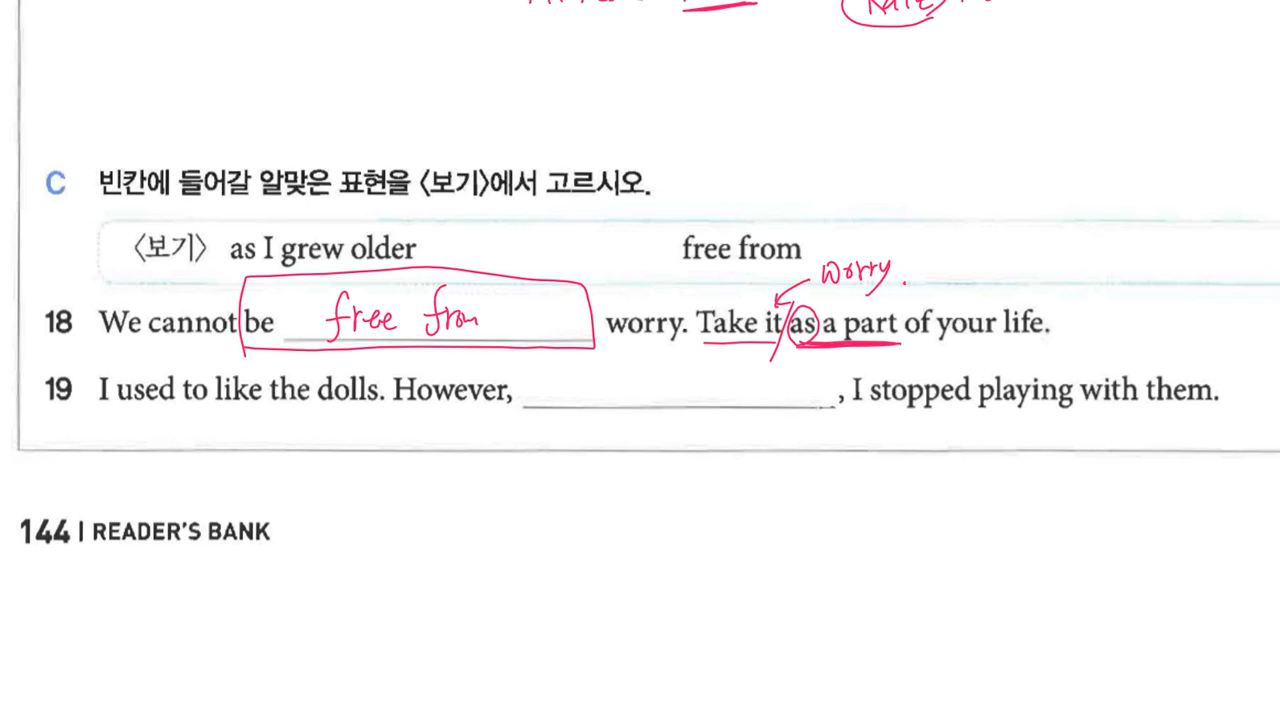 C 빈칸에 들어갈 알맞은 표현을 〈보기〉에서 고르시오.
〈보기〉 as I grew older free from
worry.
18 We cannot be free from worry. Take it as a part of your life.
19 I used to like the dolls. However, ____________, I stopped playing with them.
144 | READER'S BANK